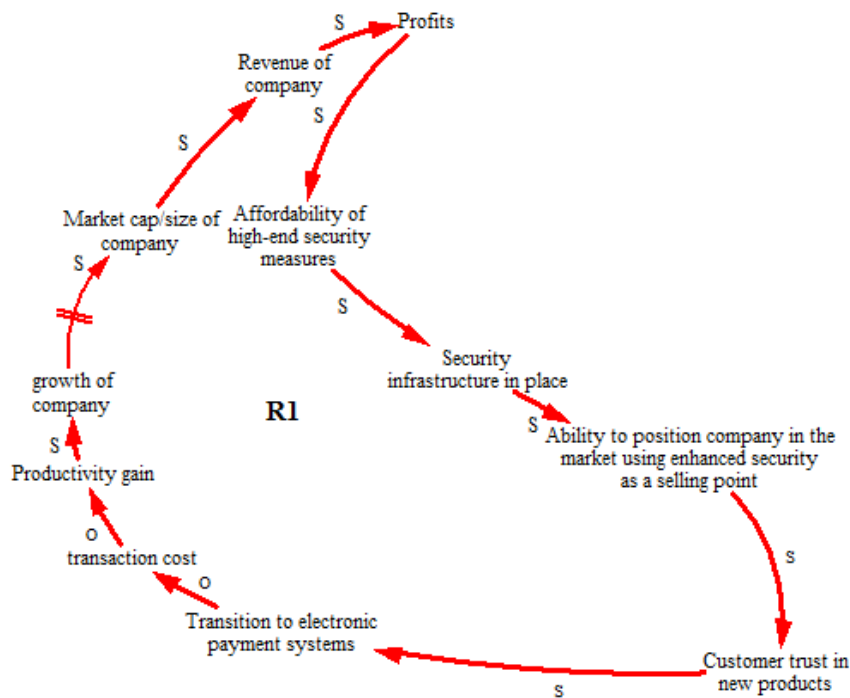 S
Profits
Revenue of
company
S
S
Market cap/size of
company
Affordability of
high-end security
measures
S
S
Security
infrastructure in place
growth of
company
R1
S
Ability to position company in the
market using enhanced security
as a selling point
S
Productivity gain
O
transaction cost
S
O
Transition to electronic
payment systems
Customer trust in
new products
S